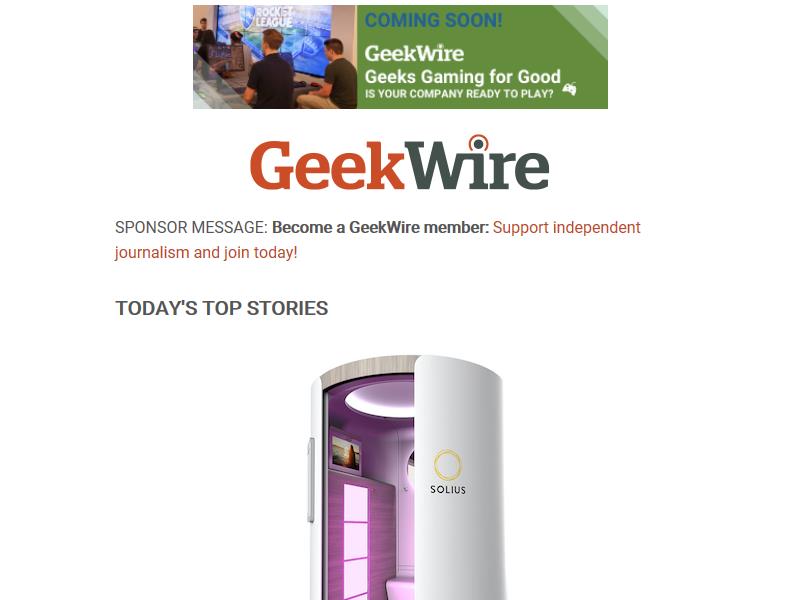 ROCKET
LEAGUE
COMING SOON!
GeekWire
Geeks Gaming for Good
IS YOUR COMPANY READY TO PLAY?
GeekWire
SPONSOR MESSAGE: Become a GeekWire member: Support independent
journalism and join today!
TODAY'S TOP STORIES
SOLIUS